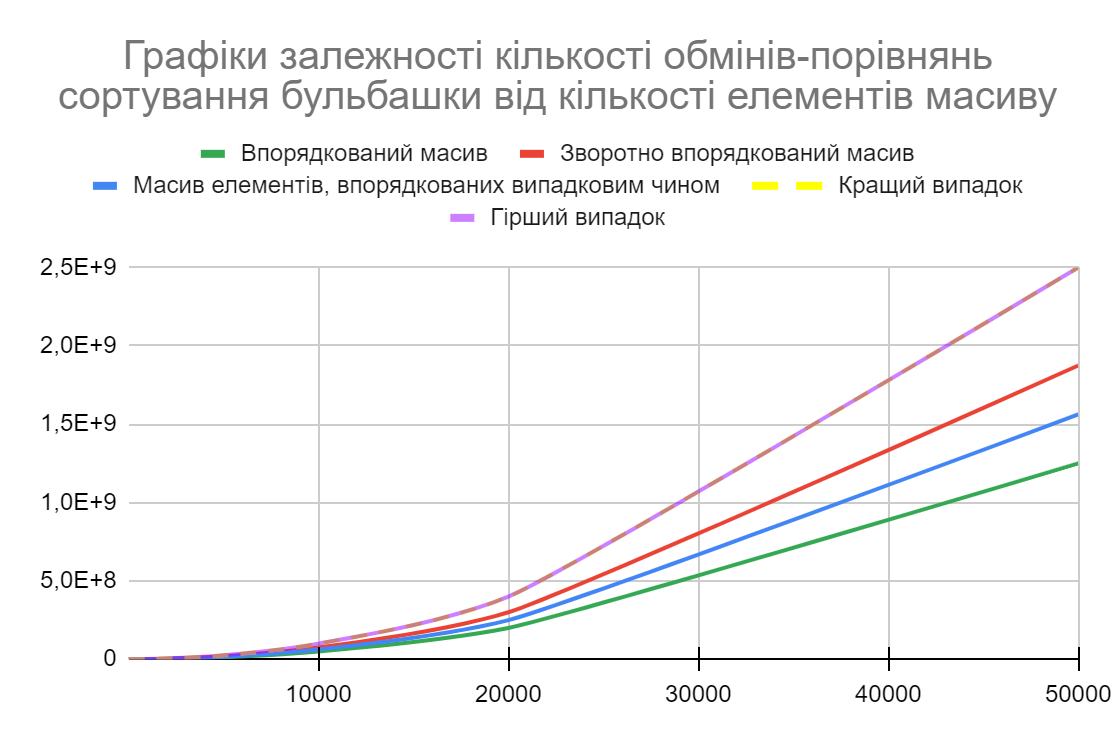 Графіки залежності кількості обмінів-порівнянь
сортування бульбашки від кількості елементів масиву
Впорядкований масив Зворотно впорядкований масив
Масив елементів, впорядкованих випадковим чином Кращий випадок
Гірший випадок
2,5E+9
2,0E+9
1,5E+9
1,0E+9
5,0E+8
0
10000 20000 30000 40000 50000